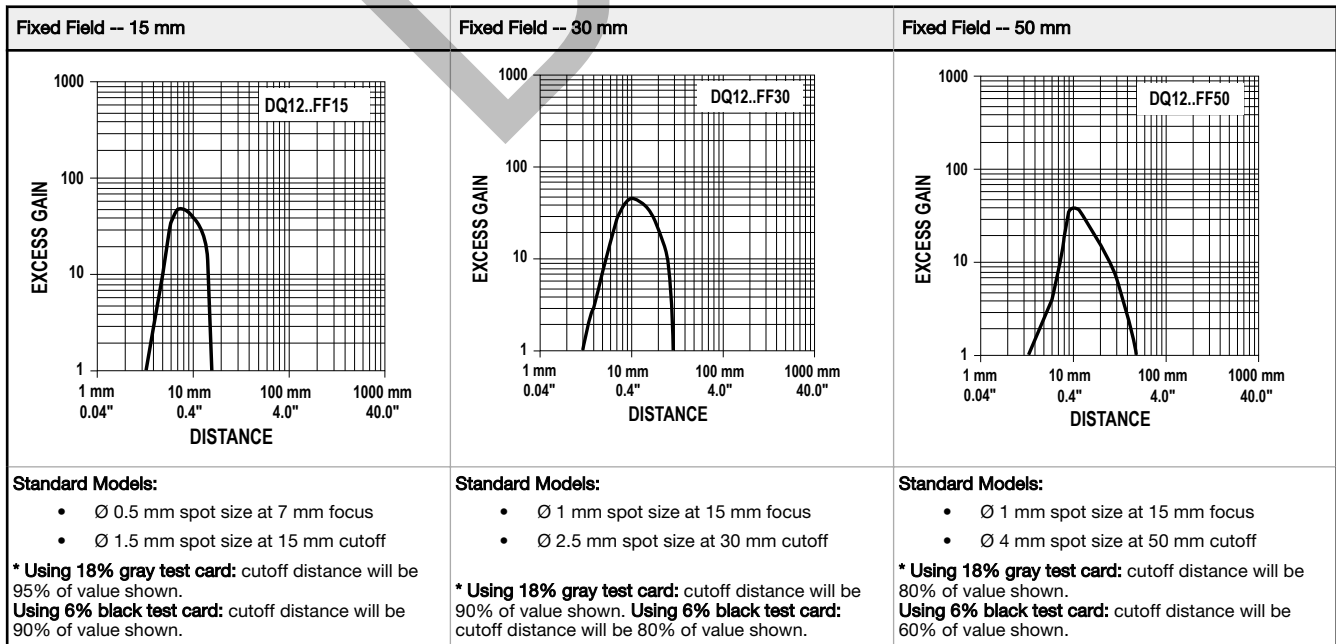 Fixed Field -- 15 mm
Fixed Field -- 30 mm
Fixed Field -- 50 mm
1000
100
10
1
EXCESS GAIN
DQ12..FF15
1 mm 10 mm 100 mm 1000 mm
0.04" 0.4" 4.0" 40.0"
DISTANCE
1000
100
10
1
EXCESS GAIN
DQ12..FF30
1 mm 10 mm 100 mm 1000 mm
0.04" 0.4" 4.0" 40.0"
DISTANCE
1000
100
10
1
EXCESS GAIN
DQ12..FF50
1 mm 10 mm 100 mm 1000 mm
0.04" 0.4" 4.0" 40.0"
DISTANCE
Standard Models:
• Ø 0.5 mm spot size at 7 mm focus
• Ø 1.5 mm spot size at 15 mm cutoff
* Using 18% gray test card: cutoff distance will be
95% of value shown.
Using 6% black test card: cutoff distance will be
90% of value shown.
Standard Models:
• Ø 1 mm spot size at 15 mm focus
• Ø 2.5 mm spot size at 30 mm cutoff
* Using 18% gray test card: cutoff distance will be
90% of value shown. Using 6% black test card:
cutoff distance will be 80% of value shown.
Standard Models:
• Ø 1 mm spot size at 15 mm focus
• Ø 4 mm spot size at 50 mm cutoff
* Using 18% gray test card: cutoff distance will be
80% of value shown.
Using 6% black test card: cutoff distance will be
60% of value shown.